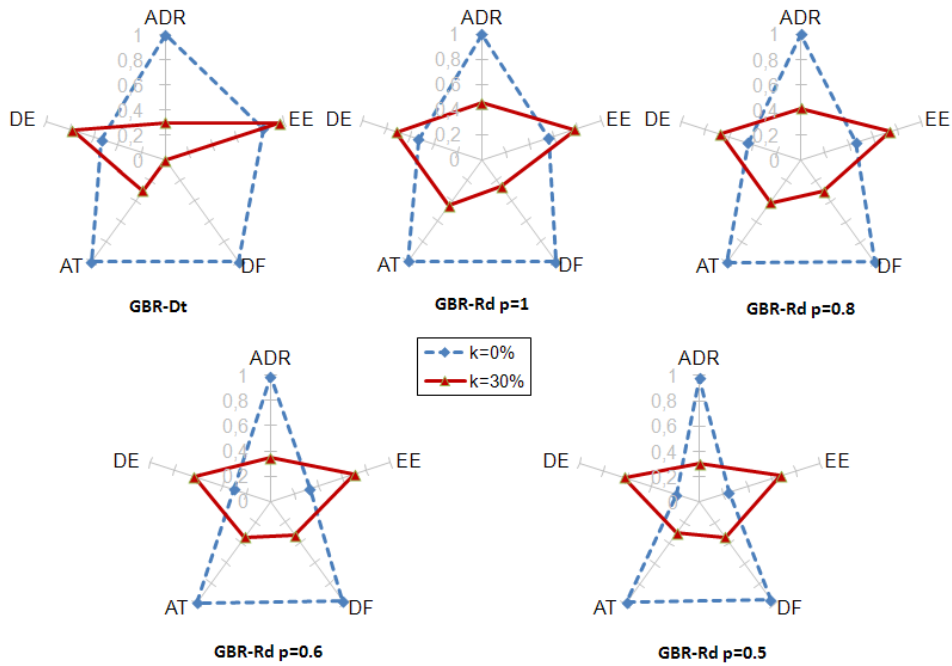 ADR
1
0,8
0,6
0,4
0,2
0
DE
EE
AT
DF
GBR-Dt
ADR
1
0,8
0,6
0,4
0,2
0
DE
EE
AT
DF
GBR-Rd p=1
ADR
1
0,8
0,6
0,4
0,2
0
DE
EE
AT
DF
GBR-Rd p=0.8
k=0%
k=30%
ADR
1
0,8
0,6
0,4
0,2
0
DE
EE
AT
DF
GBR-Rd p=0.6
ADR
1
0,8
0,6
0,4
0,2
0
DE
EE
AT
DF
GBR-Rd p=0.5